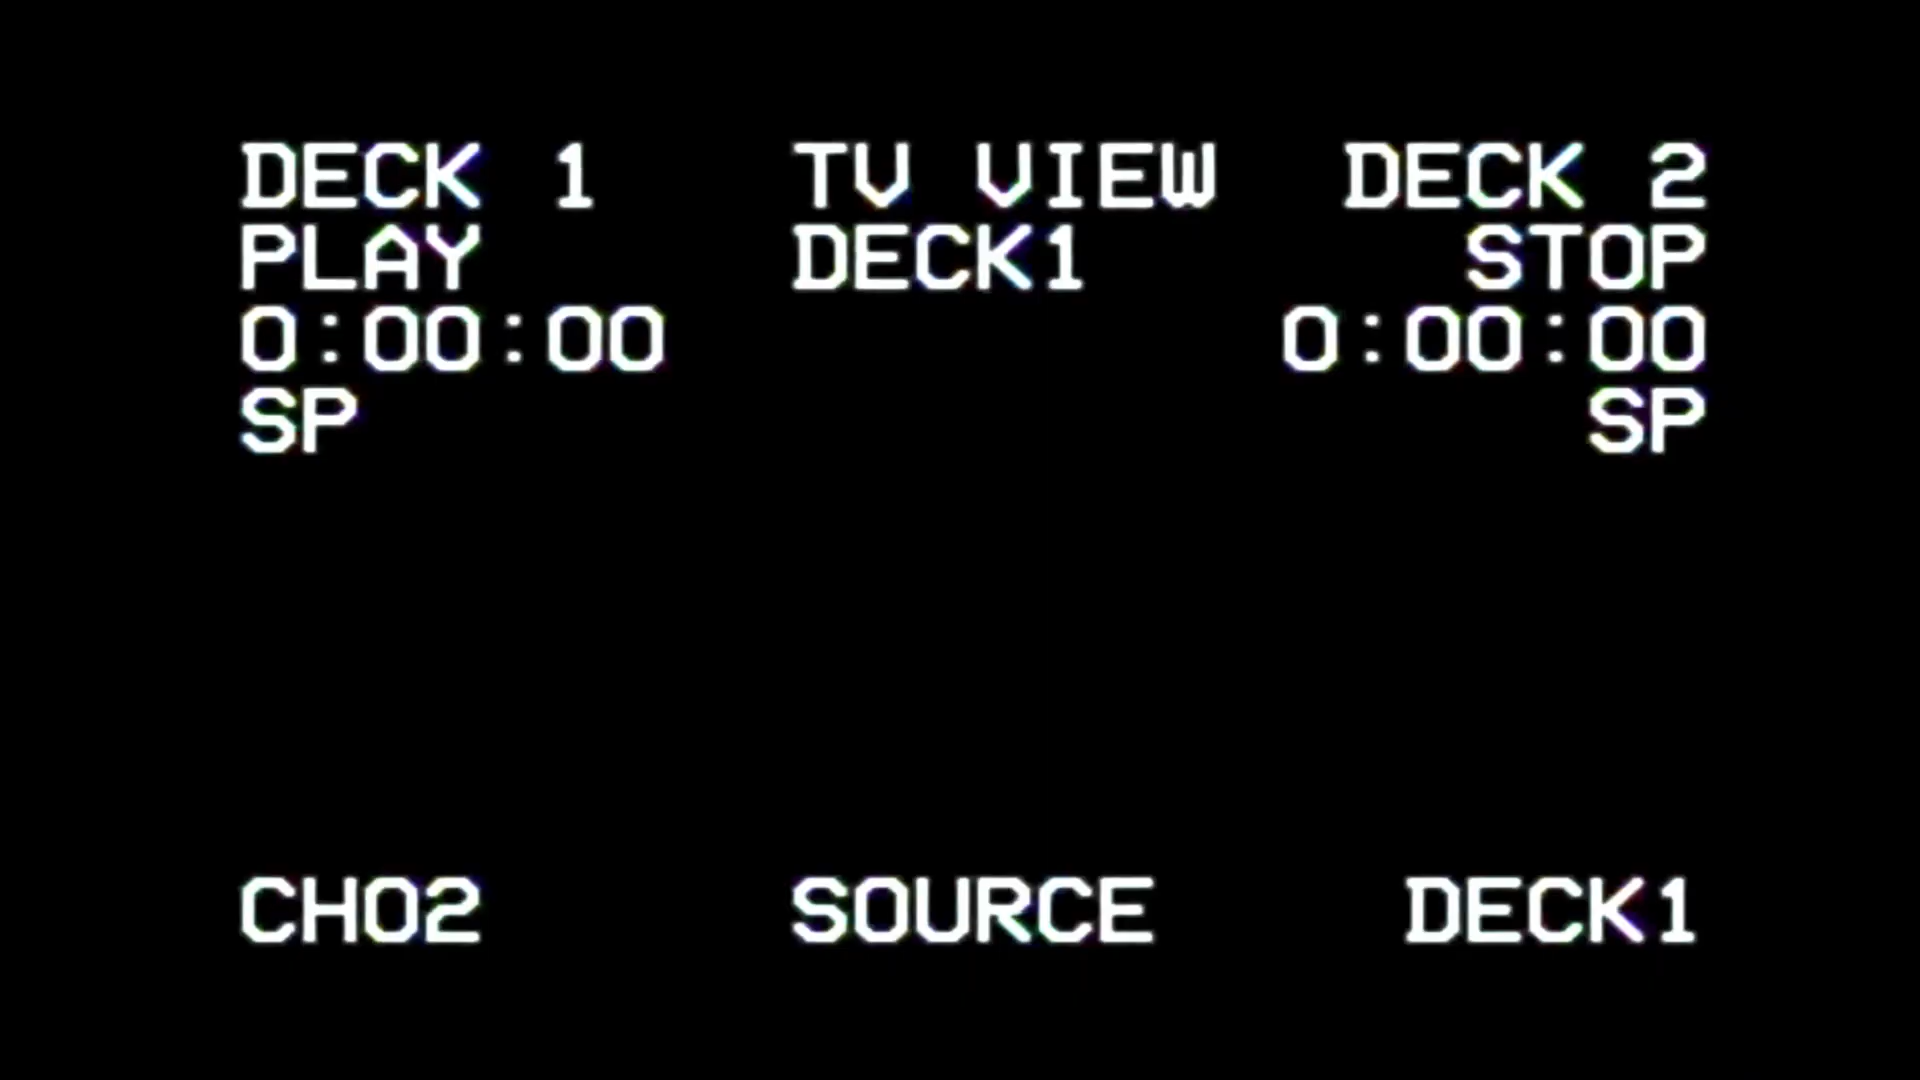 DECK 1 TV VIEW DECK 2
PLAY DECK1 STOP
0:00:00 0:00:00
SP SP
CH02 SOURCE DECK1